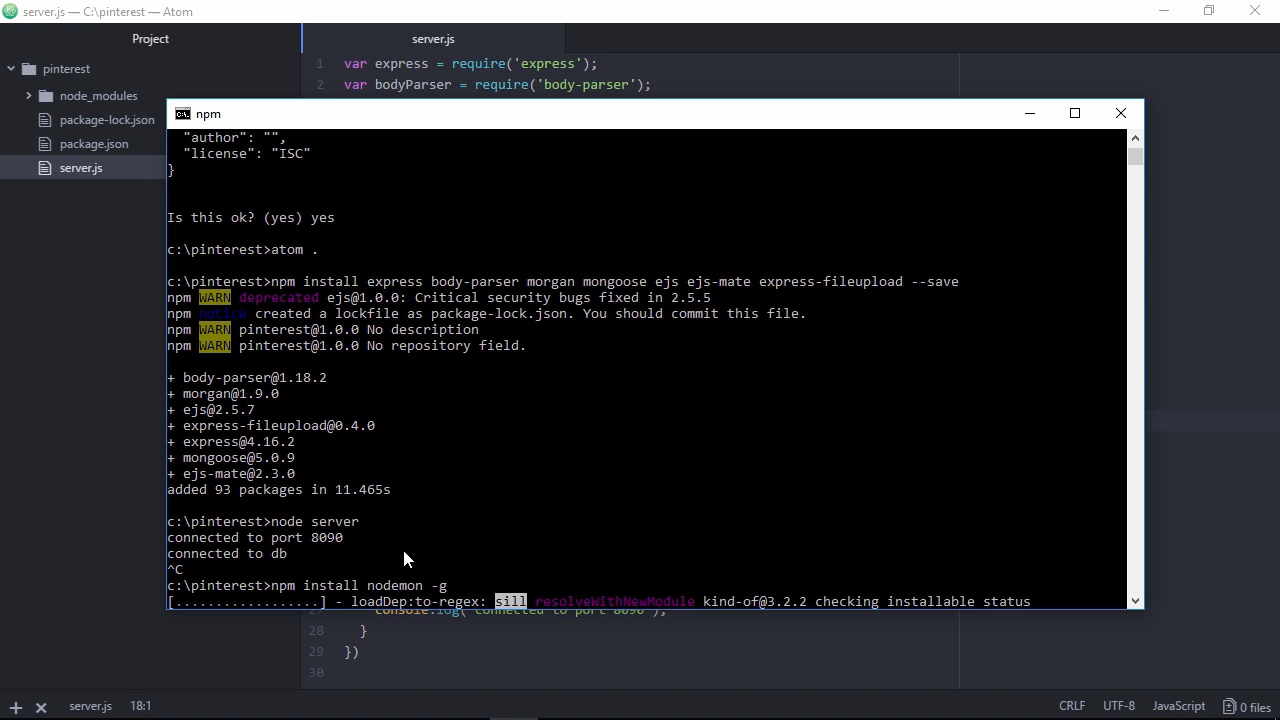 server.js — C:\pinterest — Atom
Project
server.js
pinterest
node_modules
package-lock.json
package.json
server.js
1 var express = require('express');
2 var bodyParser = require('body-parser');
npm
"author": "",
"license": "ISC"
}
Is this ok? (yes) yes
c:\pinterest>atom .
c:\pinterest>npm install express body-parser morgan mongoose ejs ejs-mate express-fileupload --save
npm WARN deprecated ejs@1.0.0: Critical security bugs fixed in 2.5.5
npm notice created a lockfile as package-lock.json. You should commit this file.
npm WARN pinterest@1.0.0 No description
npm WARN pinterest@1.0.0 No repository field.
+ body-parser@1.18.2
+ morgan@1.9.0
+ ejs@2.5.7
+ express-fileupload@0.4.0
+ express@4.16.2
+ mongoose@5.0.9
+ ejs-mate@2.3.0
added 93 packages in 11.465s
c:\pinterest>node server
connected to port 8090
connected to db
^C
c:\pinterest>npm install nodemon -g
[..................] - loadDep:to-regex: sill resolveWithNewModule kind-of@3.2.2 checking installable status
27 console.log("connected to port 8090");
28 }
29 })
30
server.js 18:1
CRLF UTF-8 JavaScript 0 files